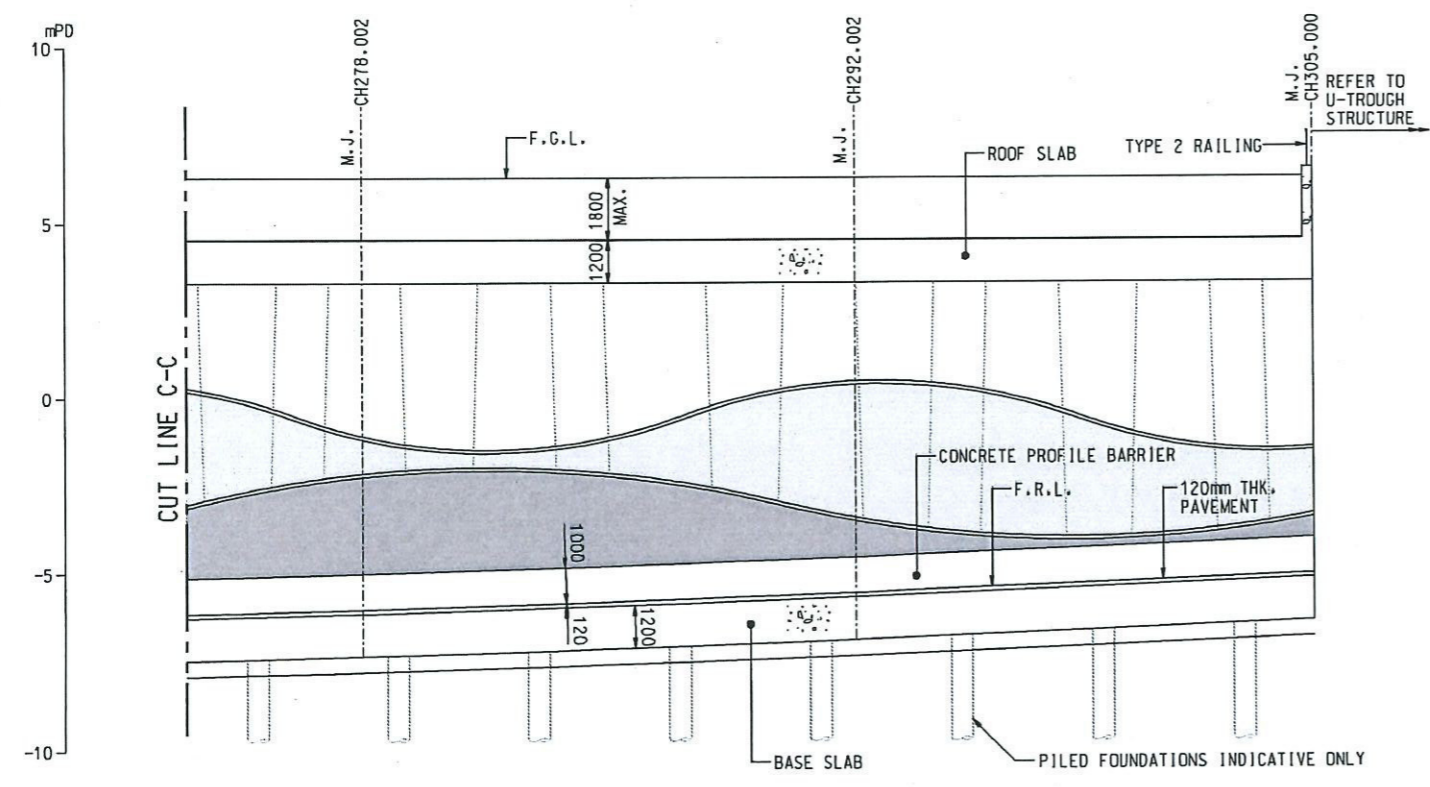 mPD
10
5
0
-5
-10
CUT LINE C-C
M.J.
CH278.002
F.G.L.
1800
MAX.
1200
M.J.
CH292.002
ROOF SLAB
M.J.
CH305.000
REFER TO
U-TROUGH
STRUCTURE
TYPE 2 RAILING
CONCRETE PROFILE BARRIER
F.R.L.
120mm THK.
PAVEMENT
1000
120
1200
BASE SLAB
PILED FOUNDATIONS INDICATIVE ONLY